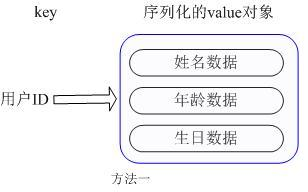 key
序列化的value对象
姓名数据
用户ID
年龄数据
生日数据
方法一